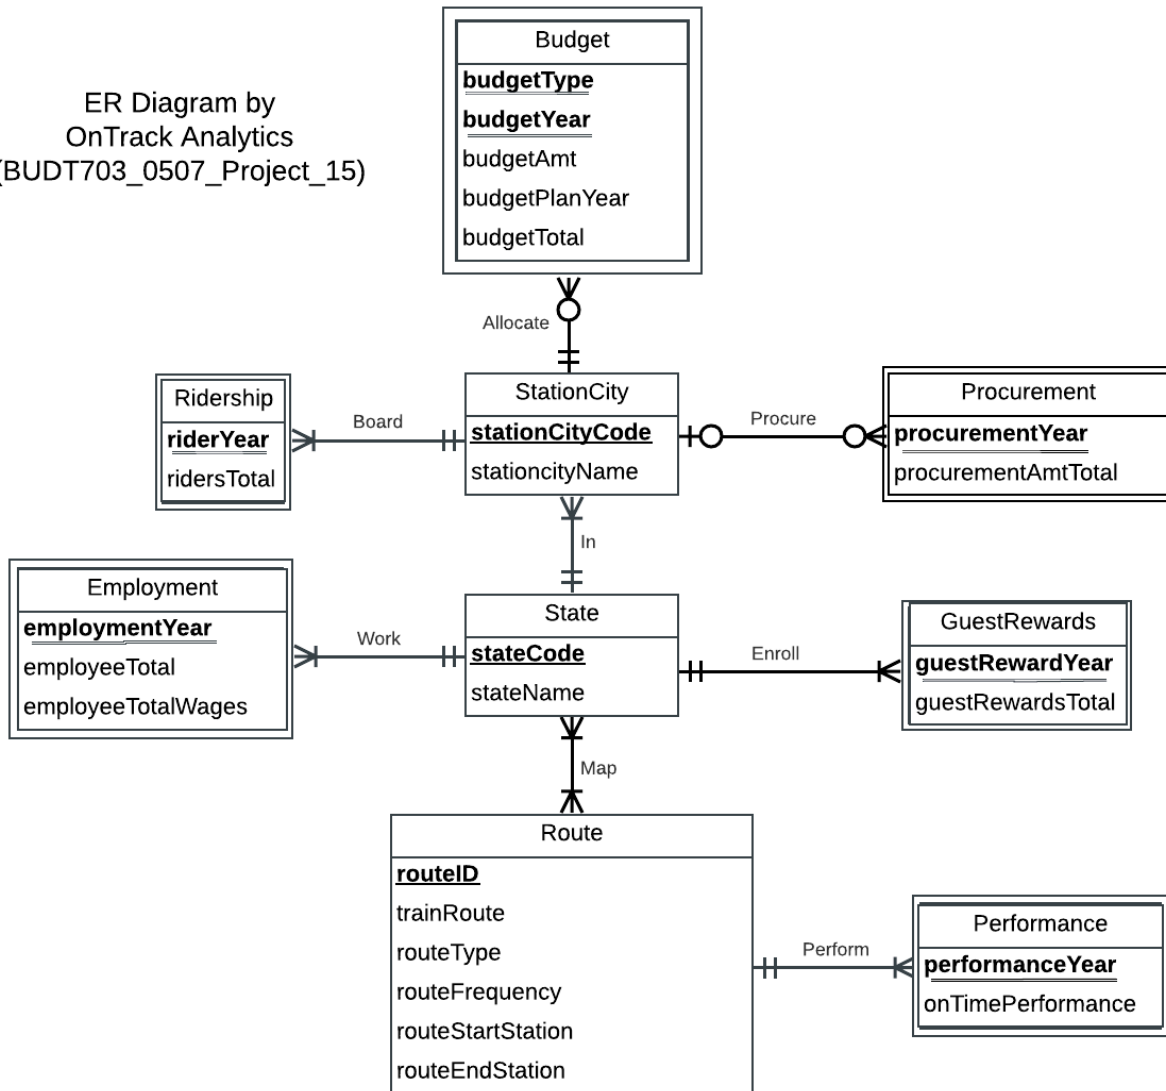 Budget
budgetType
budgetYear
budgetAmt
budgetPlanYear
budgetTotal
ER Diagram by
OnTrack Analytics
(BUDT703_0507_Project_15)
Allocate
Ridership
riderYear
ridersTotal
Board
StationCity
stationCityCode
stationcityName
Procure
Procurement
procurementYear
procurementAmtTotal
In
Employment
employmentYear
employeeTotal
employeeTotalWages
Work
State
stateCode
stateName
Enroll
GuestRewards
guestRewardYear
guestRewardsTotal
Map
Route
routeID
trainRoute
routeType
routeFrequency
routeStartStation
routeEndStation
Perform
Performance
performanceYear
onTimePerformance